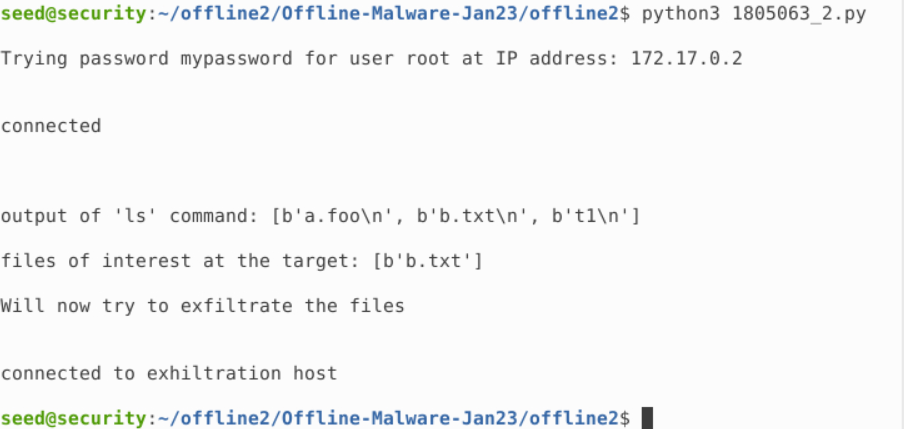 seed@security:~/offline2/Offline-Malware-Jan23/offline2$ python3 1805063_2.py
Trying password mypassword for user root at IP address: 172.17.0.2
connected
output of 'ls' command: [b'a.foo\n', b'b.txt\n', b't1\n']
files of interest at the target: [b'b.txt']
Will now try to exfiltrate the files
connected to exhiltration host
seed@security:~/offline2/Offline-Malware-Jan23/offline2$